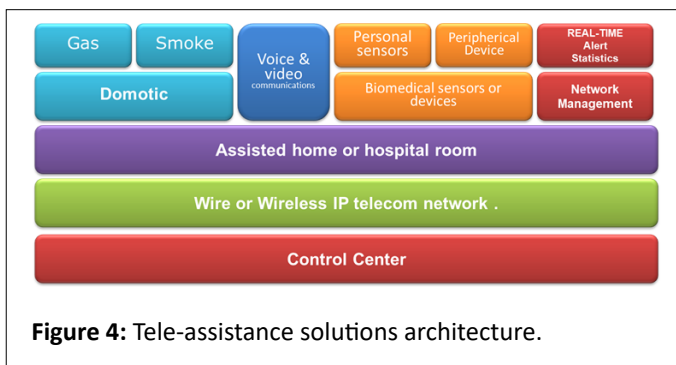 Gas
Smoke
Voice &
video
communications
Personal
sensors
Peripherical
Device
REAL-TIME
Alert
Statistics
Domotic
Biomedical sensors or
devices
Network
Management
Assisted home or hospital room
Wire or Wireless IP telecom network .
Control Center
Figure 4: Tele-assistance solutions architecture.